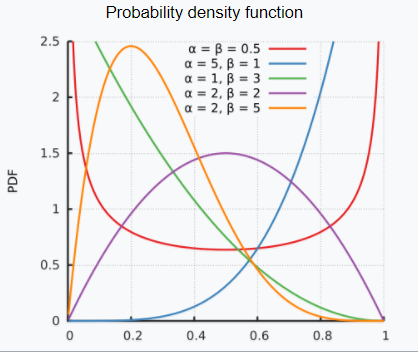 Probability density function
2.5
2
1.5
1
0.5
0
PDF
α = β = 0.5
α = 5, β = 1
α = 1, β = 3
α = 2, β = 2
α = 2, β = 5
0 0.2 0.4 0.6 0.8 1